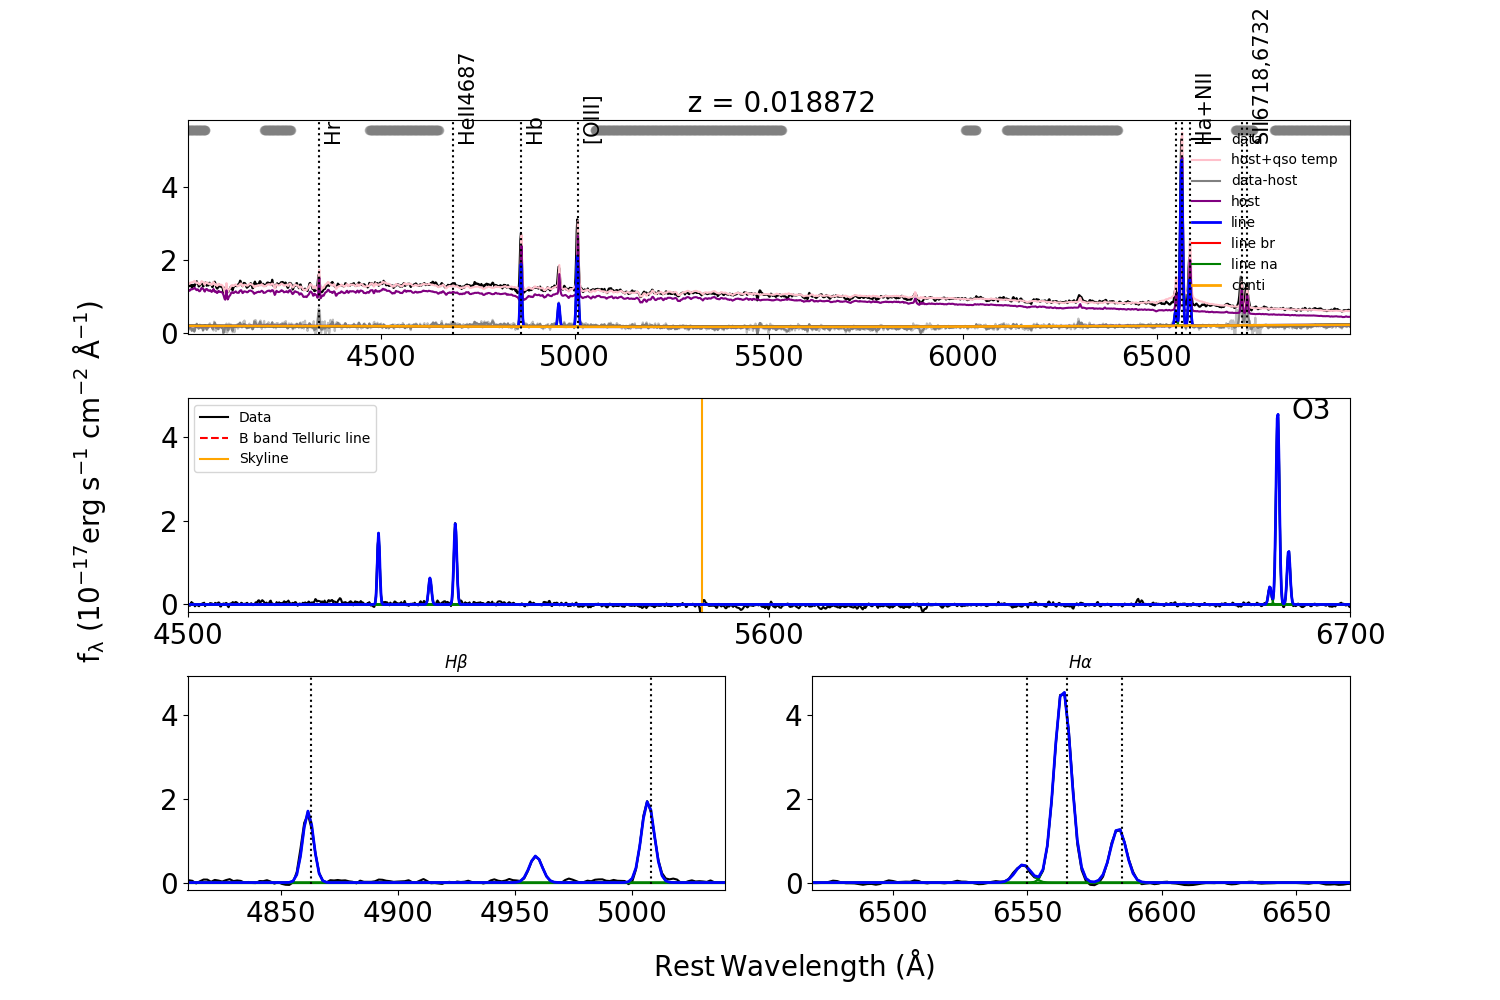 z = 0.018872
Hr
HeII4687
Hb
[OIII]
Ha+NII
SII6718,6732
data
host+qso temp
data-host
host
line
line br
line na
conti
4
2
0
4500
5000
5500
6000
6500
Data
B band Telluric line
Skyline
O3
4
2
0
4500
5600
6700
fλ (10⁻¹⁷erg s⁻¹ cm⁻² Å⁻¹)
Hβ
4
2
0
4850
4900
4950
5000
Hα
4
2
0
6500
6550
6600
6650
Rest Wavelength (Å)